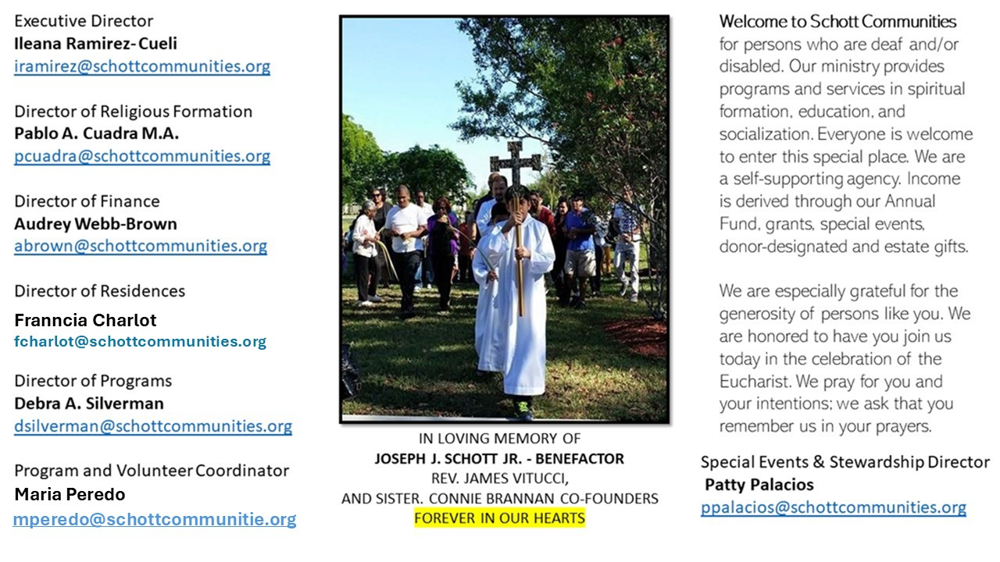 Executive Director
Ileana Ramirez-Cueli
iramirez@schottcommunities.org
Director of Religious Formation
Pablo A. Cuadra M.A.
pcuadra@schottcommunities.org
Director of Finance
Audrey Webb-Brown
abrown@schottcommunities.org
Director of Residences
Franncia Charlot
fcharlot@schottcommunities.org
Director of Programs
Debra A. Silverman
dsilverman@schottcommunities.org
Program and Volunteer Coordinator
Maria Peredo
mperedo@schottcommunitie.org
IN LOVING MEMORY OF
JOSEPH J. SCHOTT JR. - BENEFACTOR
REV. JAMES VITUCCI,
AND SISTER. CONNIE BRANNAN CO-FOUNDERS
FOREVER IN OUR HEARTS
Welcome to Schott Communities
for persons who are deaf and/or
disabled. Our ministry provides
programs and services in spiritual
formation, education, and
socialization. Everyone is welcome
to enter this special place. We are
a self-supporting agency. Income
is derived through our Annual
Fund, grants, special events,
donor-designated and estate gifts.
We are especially grateful for the
generosity of persons like you. We
are honored to have you join us
today in the celebration of the
Eucharist. We pray for you and
your intentions; we ask that you
remember us in your prayers.
Special Events & Stewardship Director
Patty Palacios
ppalacios@schottcommunities.org